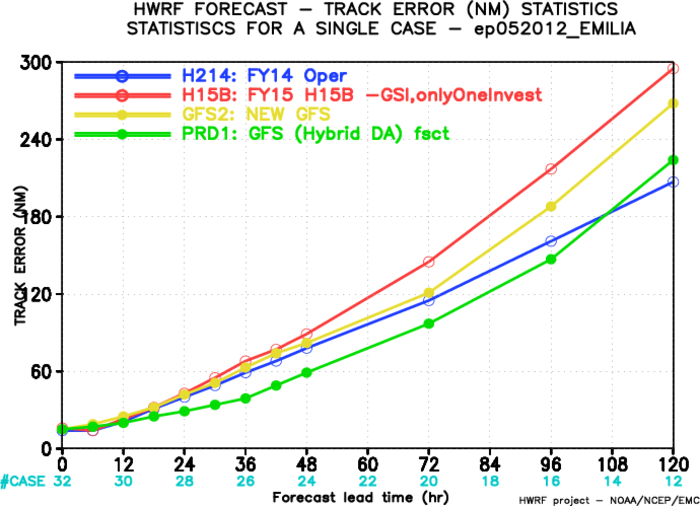 HWRF FORECAST – TRACK ERROR (NM) STATISTICS
STATISTISCS FOR A SINGLE CASE – ep052012_EMILIA
H214: FY14 Oper
H15B: FY15 H15B –GSI,onlyOneInvest
GFS2: NEW GFS
PRD1: GFS (Hybrid DA) fsct
TRACK ERROR (NM)
300
240
180
120
60
0
0 12 24 36 48 60 72 84 96 108 120
#CASE 32 30 28 26 24 22 20 18 16 14 12
Forecast lead time (hr)
HWRF project – NOAA/NCEP/EMC